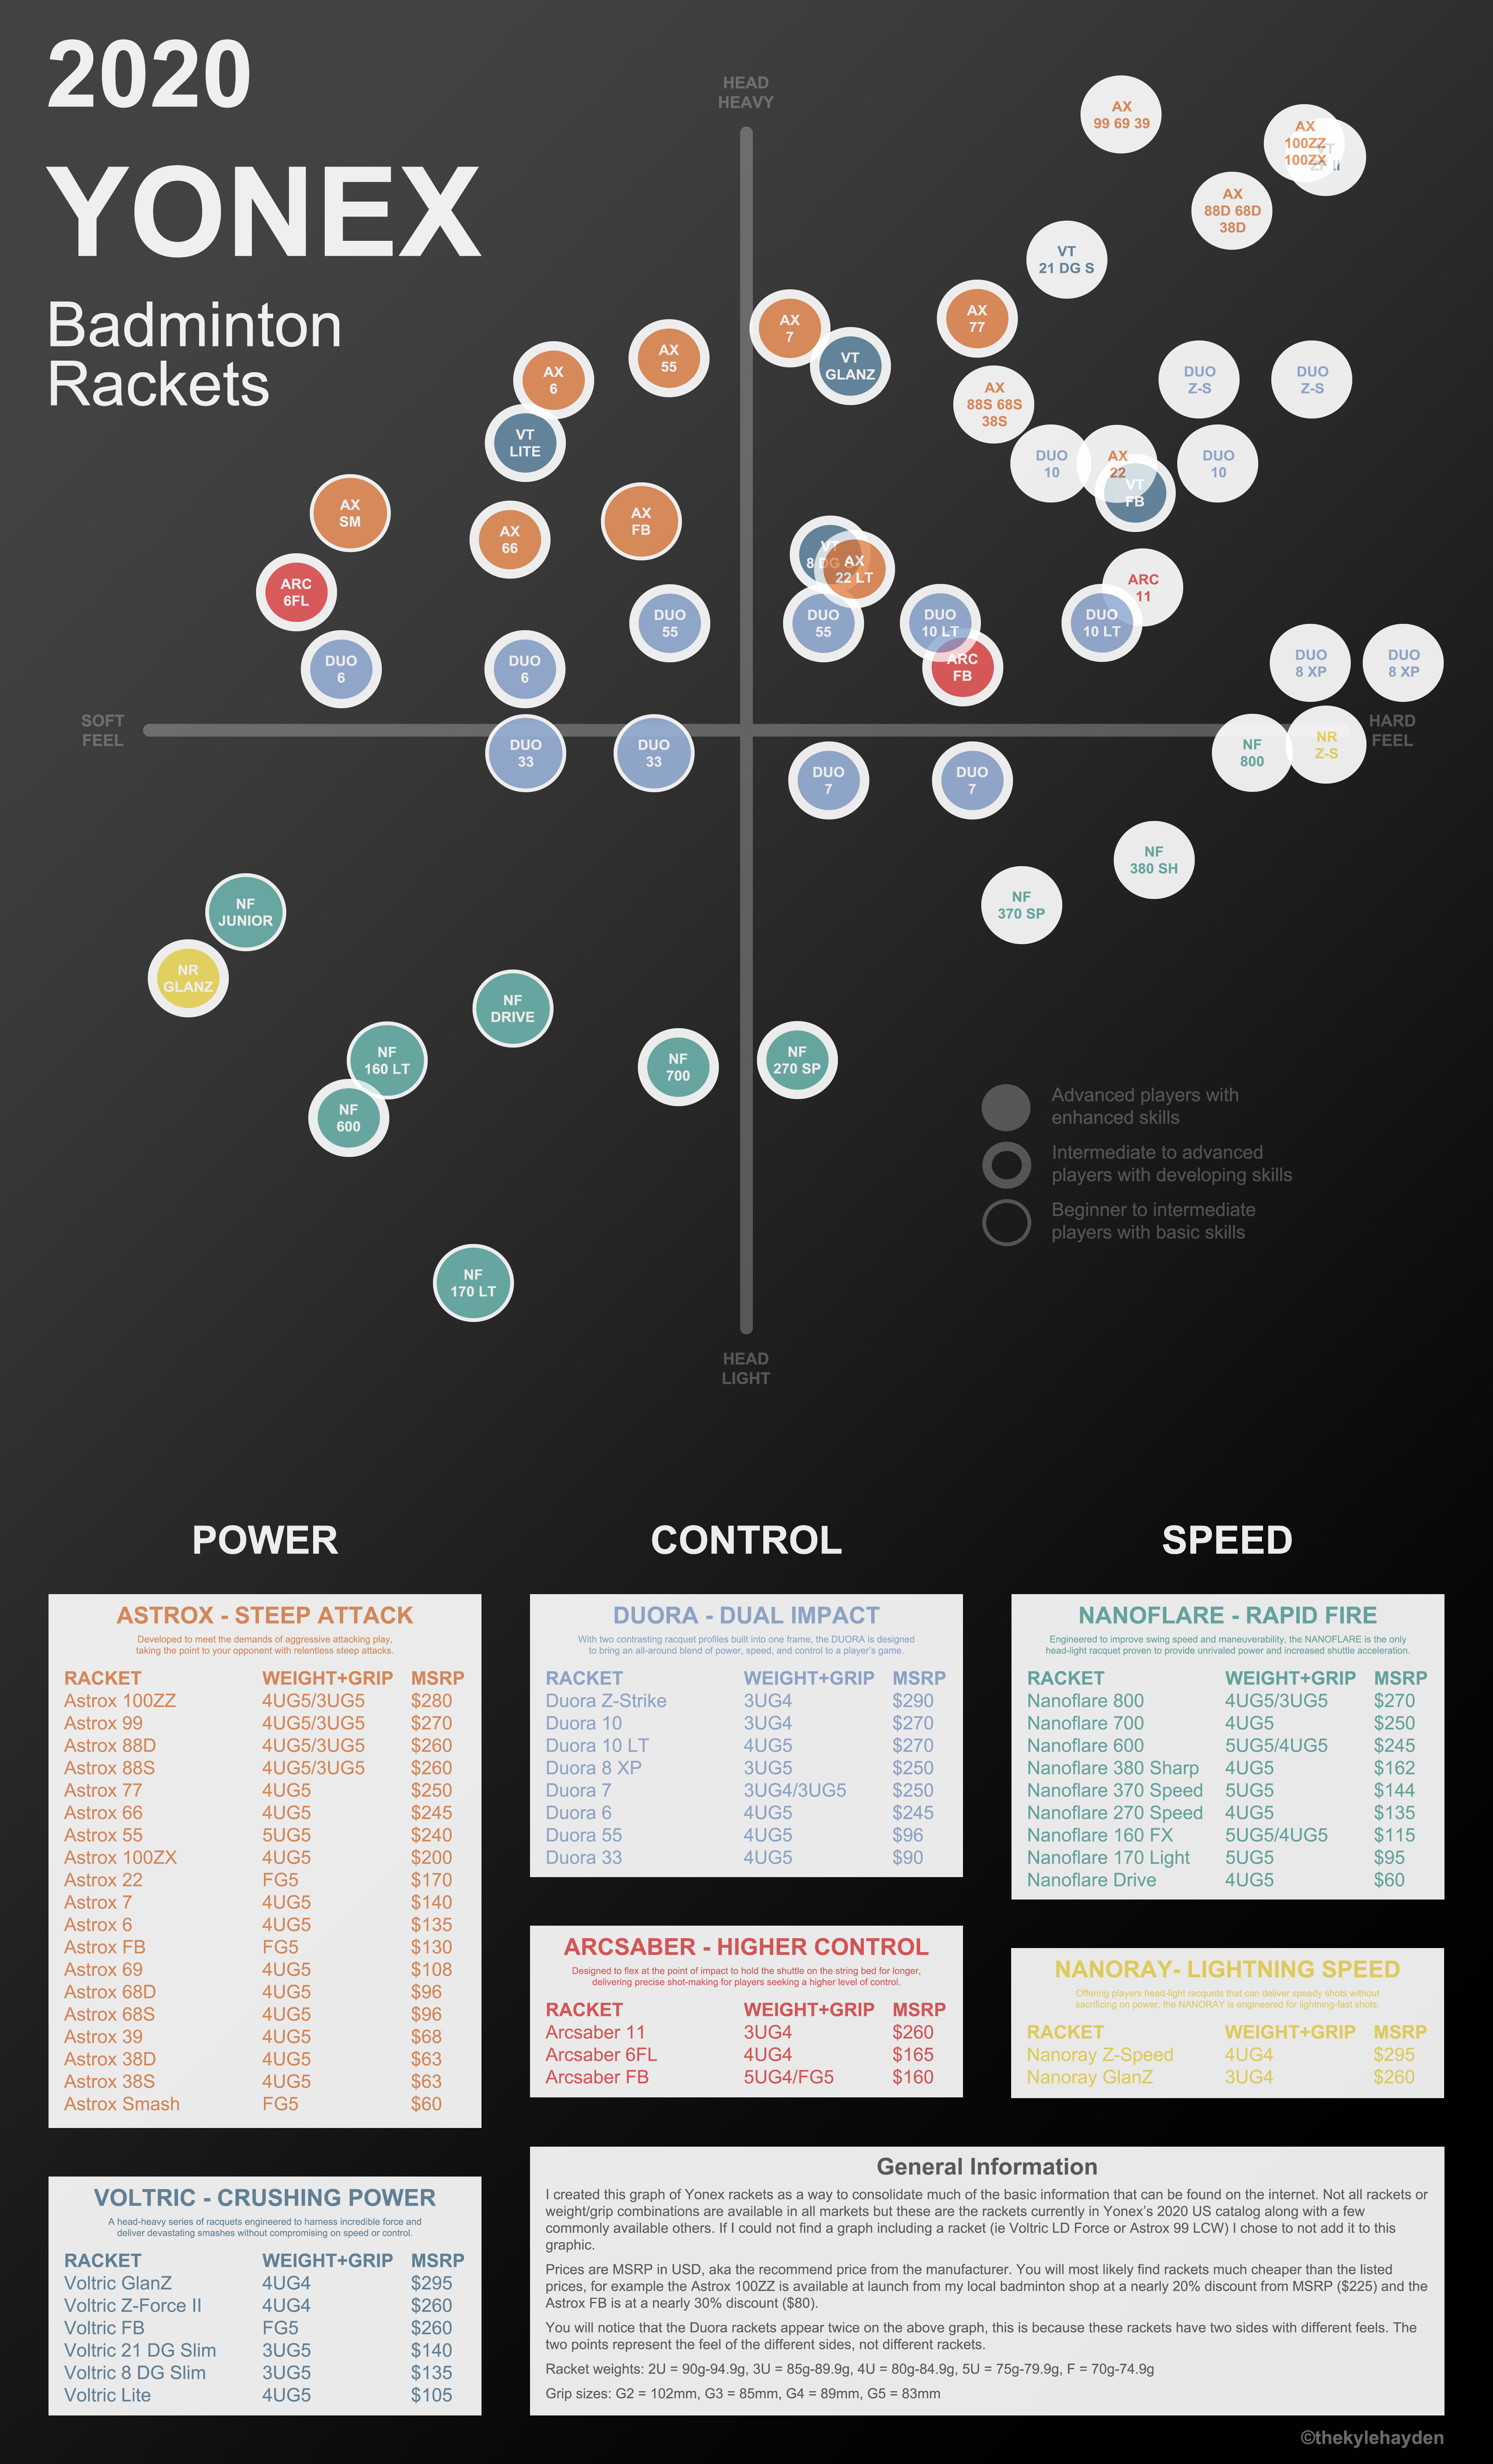 2020
YONEX
Badminton
Rackets
HEAD
HEAVY
AX
99 69 39
AX
100ZZ
100ZX
VT
AX
88D 68D
38D
VT
21 DG S
AX
7
AX
77
VT
GLANZ
AX
55
AX
6
VT
LITE
AX
88S 68S
38S
DUO
Z-S
DUO
Z-S
DUO
10
AX
22
DUO
10
VT
FB
AX
SM
AX
66
AX
FB
VT
8 DG
AX
22 LT
ARC
6FL
ARC
11
DUO
55
DUO
55
DUO
10 LT
DUO
10 LT
ARC
FB
DUO
6
DUO
6
DUO
8 XP
DUO
8 XP
SOFT
FEEL
HARD
FEEL
DUO
33
DUO
33
DUO
7
DUO
7
NF
800
NR
Z-S
NF
380 SH
NF
370 SP
NF
JUNIOR
NR
GLANZ
NF
DRIVE
NF
160 LT
NF
600
NF
700
NF
270 SP
NF
170 LT
Advanced players with
enhanced skills
Intermediate to advanced
players with developing skills
Beginner to intermediate
players with basic skills
HEAD
LIGHT
POWER
ASTROX - STEEP ATTACK
Developed to meet the demands of aggressive attacking play,
taking the point to your opponent with relentless steep attacks.
RACKET WEIGHT+GRIP MSRP
Astrox 100ZZ 4UG5/3UG5 $280
Astrox 99 4UG5/3UG5 $270
Astrox 88D 4UG5/3UG5 $260
Astrox 88S 4UG5/3UG5 $260
Astrox 77 4UG5 $250
Astrox 66 4UG5 $245
Astrox 55 5UG5 $240
Astrox 100ZX 4UG5 $200
Astrox 22 FG5 $170
Astrox 7 4UG5 $140
Astrox 6 4UG5 $135
Astrox FB FG5 $130
Astrox 69 4UG5 $108
Astrox 68D 4UG5 $96
Astrox 68S 4UG5 $96
Astrox 39 4UG5 $68
Astrox 38D 4UG5 $63
Astrox 38S 4UG5 $63
Astrox Smash FG5 $60
VOLTRIC - CRUSHING POWER
A head-heavy series of racquets engineered to harness incredible force and
deliver devastating smashes without compromising on speed or control.
RACKET WEIGHT+GRIP MSRP
Voltric GlanZ 4UG4 $295
Voltric Z-Force II 4UG4 $260
Voltric FB FG5 $260
Voltric 21 DG Slim 3UG5 $140
Voltric 8 DG Slim 3UG5 $135
Voltric Lite 4UG5 $105
CONTROL
DUORA - DUAL IMPACT
With two contrasting racquet profiles built into one frame, the DUORA is designed
to bring an all-around blend of power, speed, and control to a player's game.
RACKET WEIGHT+GRIP MSRP
Duora Z-Strike 3UG4 $290
Duora 10 3UG4 $270
Duora 10 LT 4UG5 $270
Duora 8 XP 3UG5 $250
Duora 7 3UG4/3UG5 $250
Duora 6 4UG5 $245
Duora 55 4UG5 $96
Duora 33 4UG5 $90
ARCSABER - HIGHER CONTROL
Designed to flex at the point of impact to hold the shuttle on the string bed for longer,
delivering precise shot-making for players seeking a higher level of control.
RACKET WEIGHT+GRIP MSRP
Arcsaber 11 3UG4 $260
Arcsaber 6FL 4UG4 $165
Arcsaber FB 5UG4/FG5 $160
SPEED
NANOFLARE - RAPID FIRE
Engineered to improve swing speed and maneuverability, the NANOFLARE is the only
head-light racquet proven to provide unrivaled power and increased shuttle acceleration.
RACKET WEIGHT+GRIP MSRP
Nanoflare 800 4UG5/3UG5 $270
Nanoflare 700 4UG5 $250
Nanoflare 600 5UG5/4UG5 $245
Nanoflare 380 Sharp 4UG5 $162
Nanoflare 370 Speed 5UG5 $144
Nanoflare 270 Speed 4UG5 $135
Nanoflare 160 FX 5UG5/4UG5 $115
Nanoflare 170 Light 5UG5 $95
Nanoflare Drive 4UG5 $60
NANORAY- LIGHTNING SPEED
Offering players head-light racquets that can deliver speedy shots without
sacrificing on power, the NANORAY is engineered for lightning-fast shots.
RACKET WEIGHT+GRIP MSRP
Nanoray Z-Speed 4UG4 $295
Nanoray GlanZ 3UG4 $260
General Information
I created this graph of Yonex rackets as a way to consolidate much of the basic information that can be found on the internet. Not all rackets or
weight/grip combinations are available in all markets but these are the rackets currently in Yonex's 2020 US catalog along with a few
commonly available others. If I could not find a graph including a racket (ie Voltric LD Force or Astrox 99 LCW) I chose to not add it to this
graphic.
Prices are MSRP in USD, aka the recommend price from the manufacturer. You will most likely find rackets much cheaper than the listed
prices, for example the Astrox 100ZZ is available at launch from my local badminton shop at a nearly 20% discount from MSRP ($225) and the
Astrox FB is at a nearly 30% discount ($80).
You will notice that the Duora rackets appear twice on the above graph, this is because these rackets have two sides with different feels. The
two points represent the feel of the different sides, not different rackets.
Racket weights: 2U = 90g-94.9g, 3U = 85g-89.9g, 4U = 80g-84.9g, 5U = 75g-79.9g, F = 70g-74.9g
Grip sizes: G2 = 102mm, G3 = 85mm, G4 = 89mm, G5 = 83mm
©thekylehayden